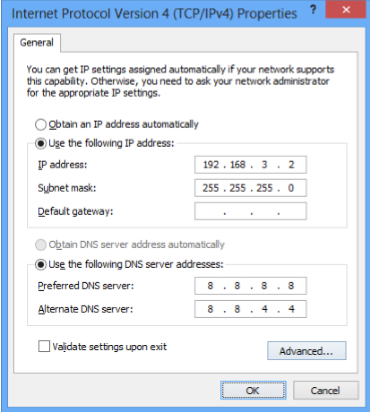 Internet Protocol Version 4 (TCP/IPv4) Properties
?
×
General
You can get IP settings assigned automatically if your network supports
this capability. Otherwise, you need to ask your network administrator
for the appropriate IP settings.
Obtain an IP address automatically
Use the following IP address:
IP address: 192 . 168 . 3 . 2
Subnet mask: 255 . 255 . 255 . 0
Default gateway: . . .
Obtain DNS server address automatically
Use the following DNS server addresses:
Preferred DNS server: 8 . 8 . 8 . 8
Alternate DNS server: 8 . 8 . 4 . 4
Validate settings upon exit
Advanced...
OK Cancel